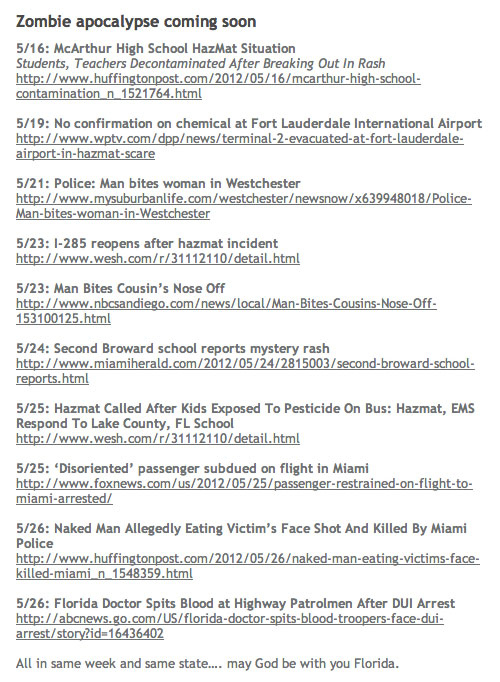 Zombie apocalypse coming soon
5/16: McArthur High School HazMat Situation
Students, Teachers Decontaminated After Breaking Out In Rash
http://www.huffingtonpost.com/2012/05/16/mcarthur-high-school-
contamination_n_1521764.html
5/19: No confirmation on chemical at Fort Lauderdale International Airport
http://www.wptv.com/dpp/news/terminal-2-evacuated-at-fort-lauderdale-
airport-in-hazmat-scare
5/21: Police: Man bites woman in Westchester
http://www.mysuburbanlife.com/westchester/newsnow/x639948018/Police-
Man-bites-woman-in-Westchester
5/23: I-285 reopens after hazmat incident
http://www.wesh.com/r/31112110/detail.html
5/23: Man Bites Cousin’s Nose Off
http://www.nbcsandiego.com/news/local/Man-Bites-Cousins-Nose-Off-
153100125.html
5/24: Second Broward school reports mystery rash
http://www.miamiherald.com/2012/05/24/2815003/second-broward-school-
reports.html
5/25: Hazmat Called After Kids Exposed To Pesticide On Bus: Hazmat, EMS
Respond To Lake County, FL School
http://www.wesh.com/r/31112110/detail.html
5/25: ‘Disoriented’ passenger subdued on flight in Miami
http://www.foxnews.com/us/2012/05/25/passenger-restrained-on-flight-to-
miami-arrested/
5/26: Naked Man Allegedly Eating Victim’s Face Shot And Killed By Miami
Police
http://www.huffingtonpost.com/2012/05/26/naked-man-eating-victims-face-
killed-miami_n_1548359.html
5/26: Florida Doctor Spits Blood at Highway Patrolmen After DUI Arrest
http://abcnews.go.com/US/florida-doctor-spits-blood-troopers-face-dui-
arrest/story?id=16436402
All in same week and same state…. may God be with you Florida.